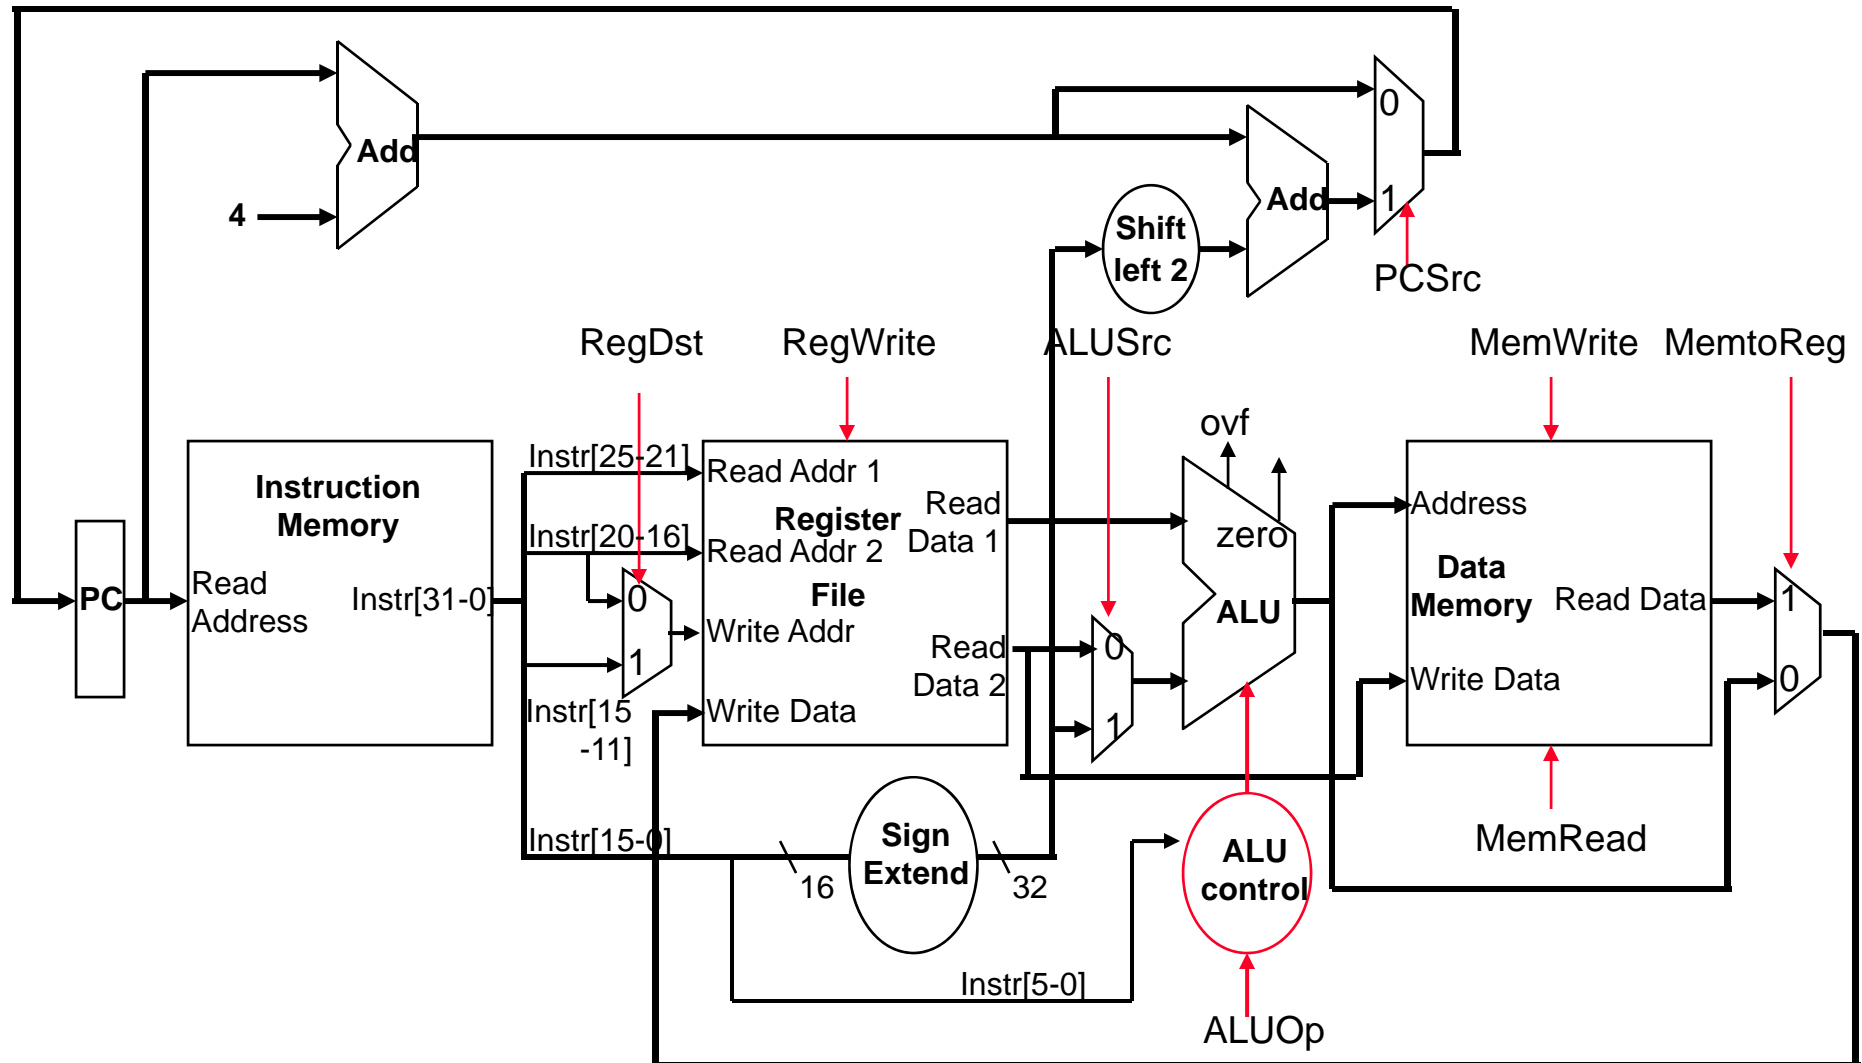 0
Add
Add
4
1
Shift
left 2
PCSrc
RegDst
RegWrite
ALUSrc
MemWrite
MemtoReg
ovf
Instr[25-21]
Read Addr 1
Instruction
Memory
Read
Data 1
Register
Address
zero
Instr[20-16]
Read Addr 2
PC
Read
Address
Instr[31-0]
0
File
ALU
Data
Memory
Read Data
1
Write Addr
1
Read
Data 2
0
Write Data
0
Instr[15
-11]
Write Data
1
Instr[15-0]
Sign
Extend
16
32
ALU
control
MemRead
Instr[5-0]
ALUOp